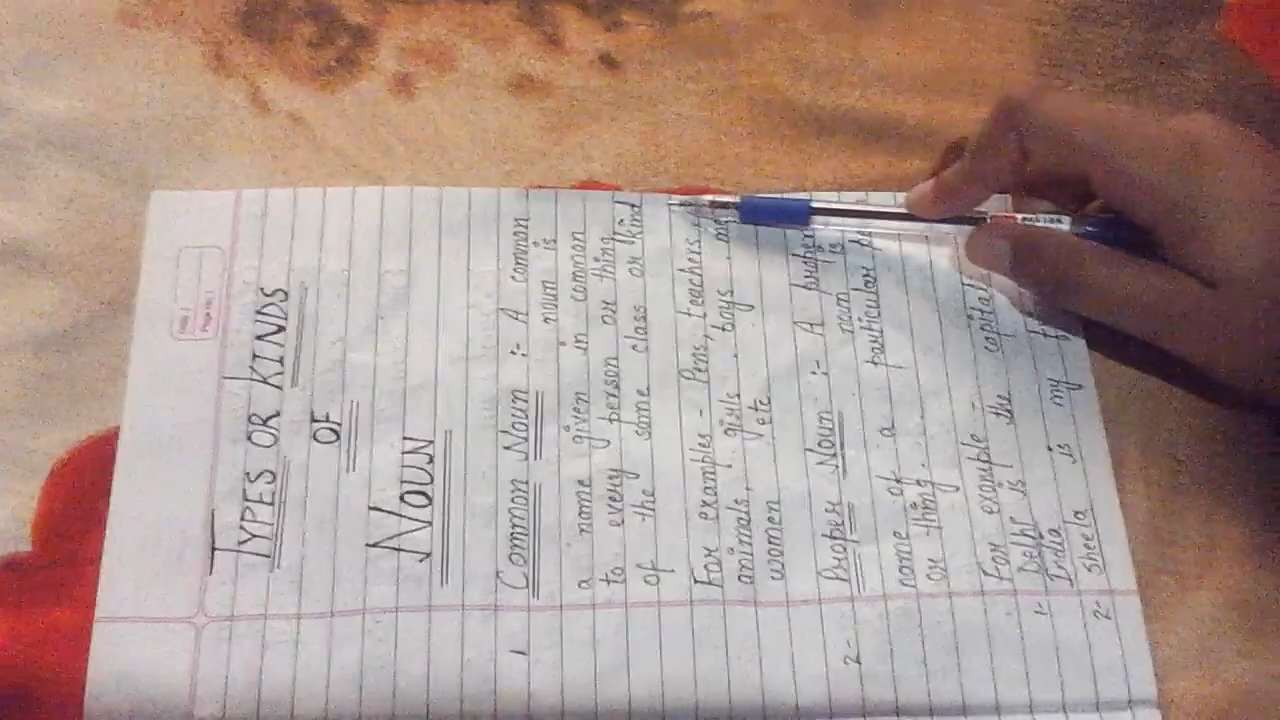 TYPES OR KINDS
OF
NOUN
1 Common Noun :- A common
noun is
a name given in common
to every person or thing
of the same class or kind
For examples - Pens, teachers,
animals, girls, boys
women etc
2- Proper Noun :- A proper
noun is
name of a particular
or thing.
For example -
1- Delhi is the capital
India
2- Sheela is my